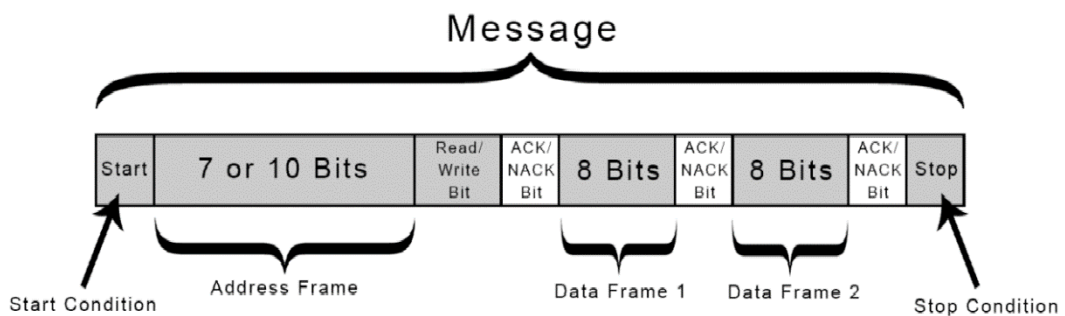 Message
Start
7 or 10 Bits
Read/
Write
Bit
ACK/
NACK
Bit
8 Bits
ACK/
NACK
Bit
8 Bits
ACK/
NACK
Bit
Stop
Start Condition
Address Frame
Data Frame 1
Data Frame 2
Stop Condition